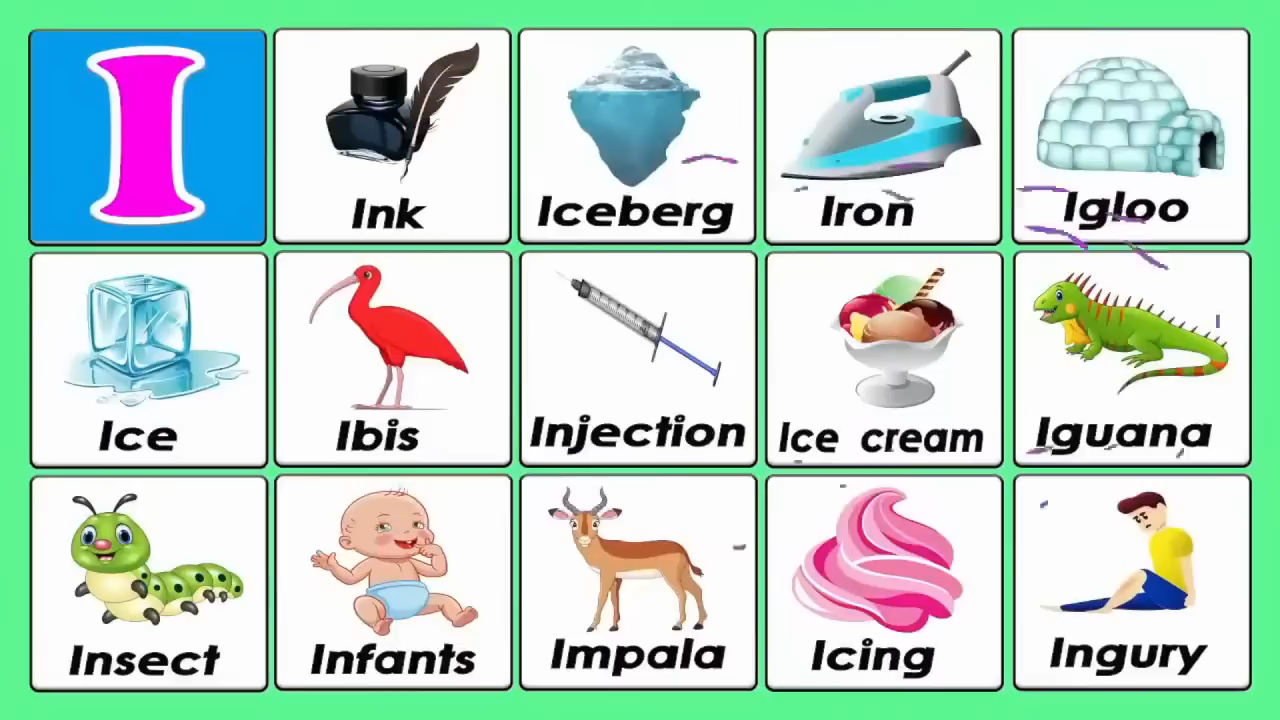 I
Ink
Iceberg
Iron
Igloo
Ice
Ibis
Injection
Ice cream
Iguana
Insect
Infants
Impala
Icing
Ingury